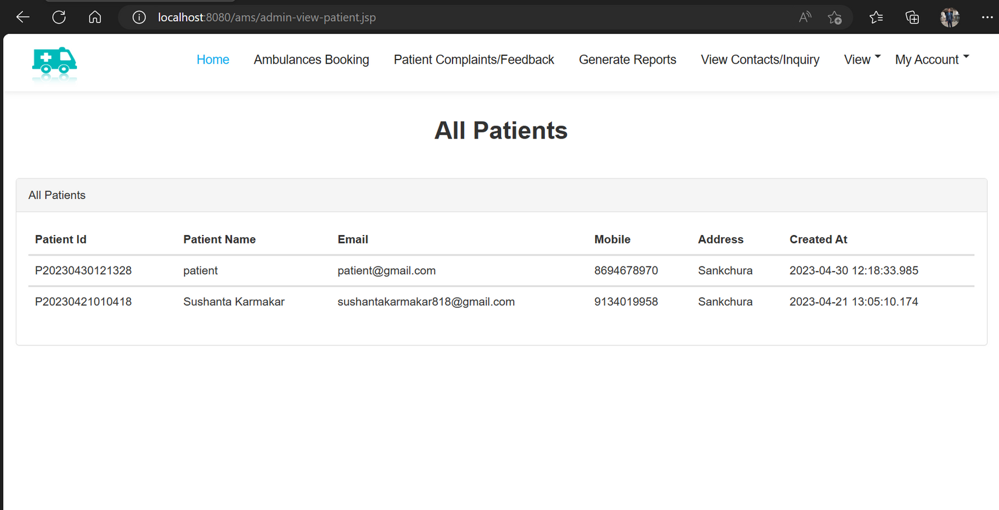 localhost:8080/ams/admin-view-patient.jsp
Home Ambulances Booking Patient Complaints/Feedback Generate Reports View Contacts/Inquiry View My Account
All Patients
All Patients
Patient Id Patient Name Email Mobile Address Created At
P20230430121328 patient patient@gmail.com 8694678970 Sankchura 2023-04-30 12:18:33.985
P20230421010418 Sushanta Karmakar sushantakarmakar818@gmail.com 9134019958 Sankchura 2023-04-21 13:05:10.174